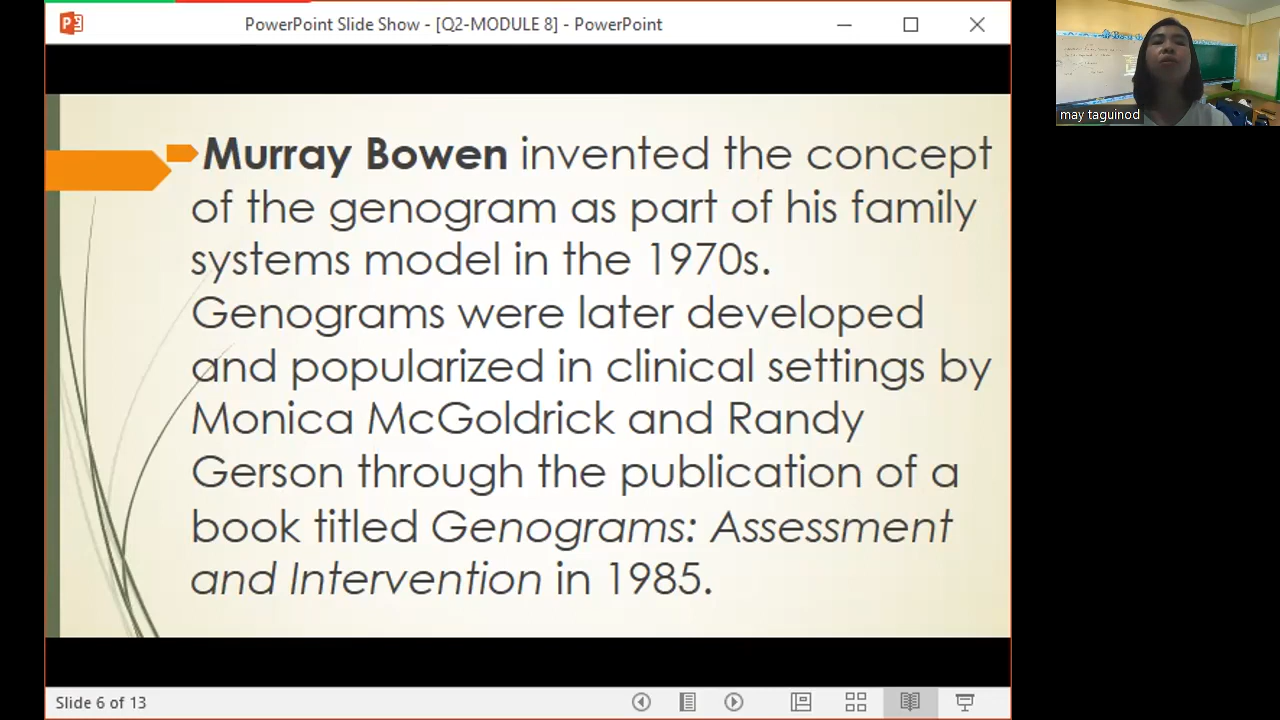 PowerPoint Slide Show - [Q2-MODULE 8] - PowerPoint
Murray Bowen invented the concept
of the genogram as part of his family
systems model in the 1970s.
Genograms were later developed
and popularized in clinical settings by
Monica McGoldrick and Randy
Gerson through the publication of a
book titled Genograms: Assessment
and Intervention in 1985.
Slide 6 of 13
may taguinod